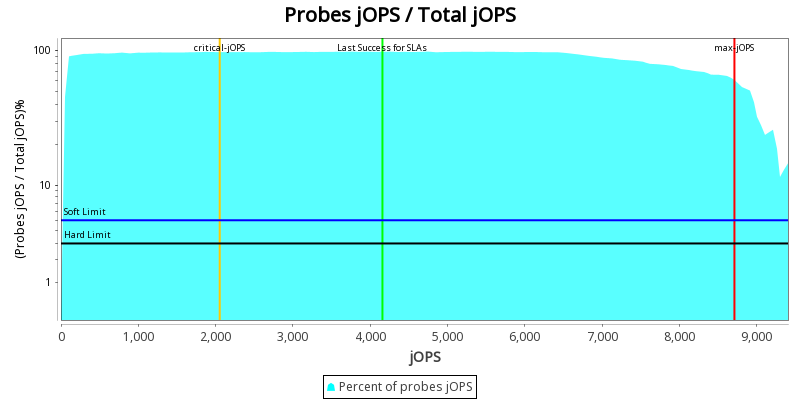 Probes jOPS / Total jOPS
(Probes jOPS / Total jOPS)%
100
10
1
critical-jOPS
Last Success for SLAs
max-jOPS
Soft Limit
Hard Limit
0
1,000
2,000
3,000
4,000
5,000
6,000
7,000
8,000
9,000
jOPS
Percent of probes jOPS